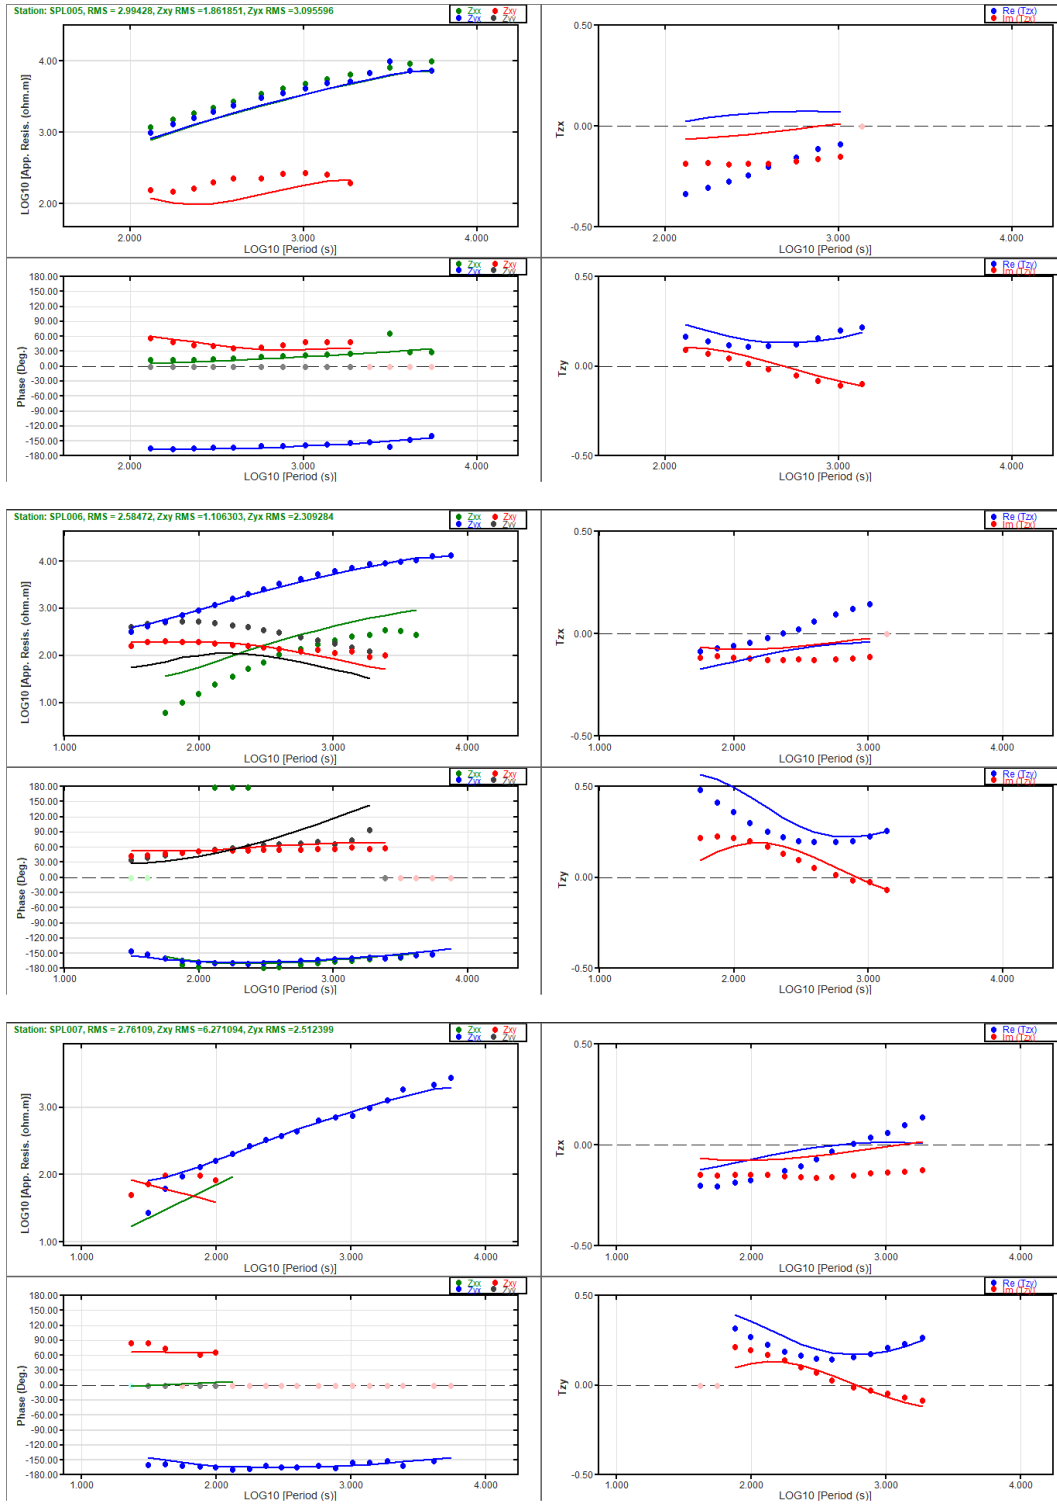 Station: SPL005, RMS = 2.99428, Zxy RMS =1.861851, Zyx RMS =3.095596
Zxx Zxy
Zyx Zyy
LOG10 [App. Resis. (ohm.m)]
4.00
3.00
2.00
2.000 3.000 4.000
LOG10 [Period (s)]
Re (Tzx)
Im (Tzx)
Tzx
0.50
0.00
-0.50
2.000 3.000 4.000
LOG10 [Period (s)]
Zxx Zxy
Zyx Zyy
Phase (Deg.)
180.00
150.00
120.00
90.00
60.00
30.00
0.00
-30.00
-60.00
-90.00
-120.00
-150.00
-180.00
2.000 3.000 4.000
LOG10 [Period (s)]
Re (Tzy)
Im (Tzy)
Tzy
0.50
0.00
-0.50
2.000 3.000 4.000
LOG10 [Period (s)]
Station: SPL006, RMS = 2.58472, Zxy RMS =1.106303, Zyx RMS =2.309284
Zxx Zxy
Zyx Zyy
LOG10 [App. Resis. (ohm.m)]
4.00
3.00
2.00
1.00
1.000 2.000 3.000 4.000
LOG10 [Period (s)]
Re (Tzx)
Im (Tzx)
Tzx
0.50
0.00
-0.50
1.000 2.000 3.000 4.000
LOG10 [Period (s)]
Zxx Zxy
Zyx Zyy
Phase (Deg.)
180.00
150.00
120.00
90.00
60.00
30.00
0.00
-30.00
-60.00
-90.00
-120.00
-150.00
-180.00
1.000 2.000 3.000 4.000
LOG10 [Period (s)]
Re (Tzy)
Im (Tzy)
Tzy
0.50
0.00
-0.50
1.000 2.000 3.000 4.000
LOG10 [Period (s)]
Station: SPL007, RMS = 2.76109, Zxy RMS =6.271094, Zyx RMS =2.512399
Zxx Zxy
Zyx Zyy
LOG10 [App. Resis. (ohm.m)]
3.00
2.00
1.00
1.000 2.000 3.000 4.000
LOG10 [Period (s)]
Re (Tzx)
Im (Tzx)
Tzx
0.50
0.00
-0.50
1.000 2.000 3.000 4.000
LOG10 [Period (s)]
Zxx Zxy
Zyx Zyy
Phase (Deg.)
180.00
150.00
120.00
90.00
60.00
30.00
0.00
-30.00
-60.00
-90.00
-120.00
-150.00
-180.00
1.000 2.000 3.000 4.000
LOG10 [Period (s)]
Re (Tzy)
Im (Tzy)
Tzy
0.50
0.00
-0.50
1.000 2.000 3.000 4.000
LOG10 [Period (s)]